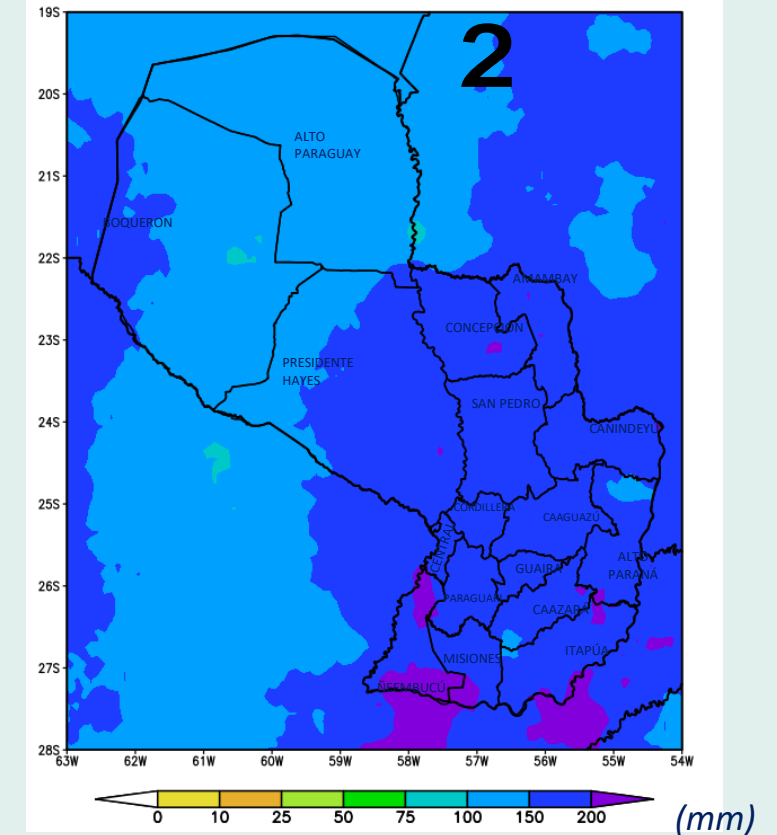 2
19S
20S
21S
22S
23S
24S
25S
26S
27S
28S
ALTO
PARAGUAY
BOQUERON
AMAMBAY
CONCEPCION
PRESIDENTE
HAYES
SAN PEDRO
CANINDEYU
CORDILLERA
CAAGUAZÚ
CENTRAL
ALTO
PARANÁ
GUAIRA
PARAGUARI
CAAZAPÁ
ITAPÚA
MISIONES
ÑEEMBUCÚ
63W 62W 61W 60W 59W 58W 57W 56W 55W 54W
0 10 25 50 75 100 150 200
(mm)